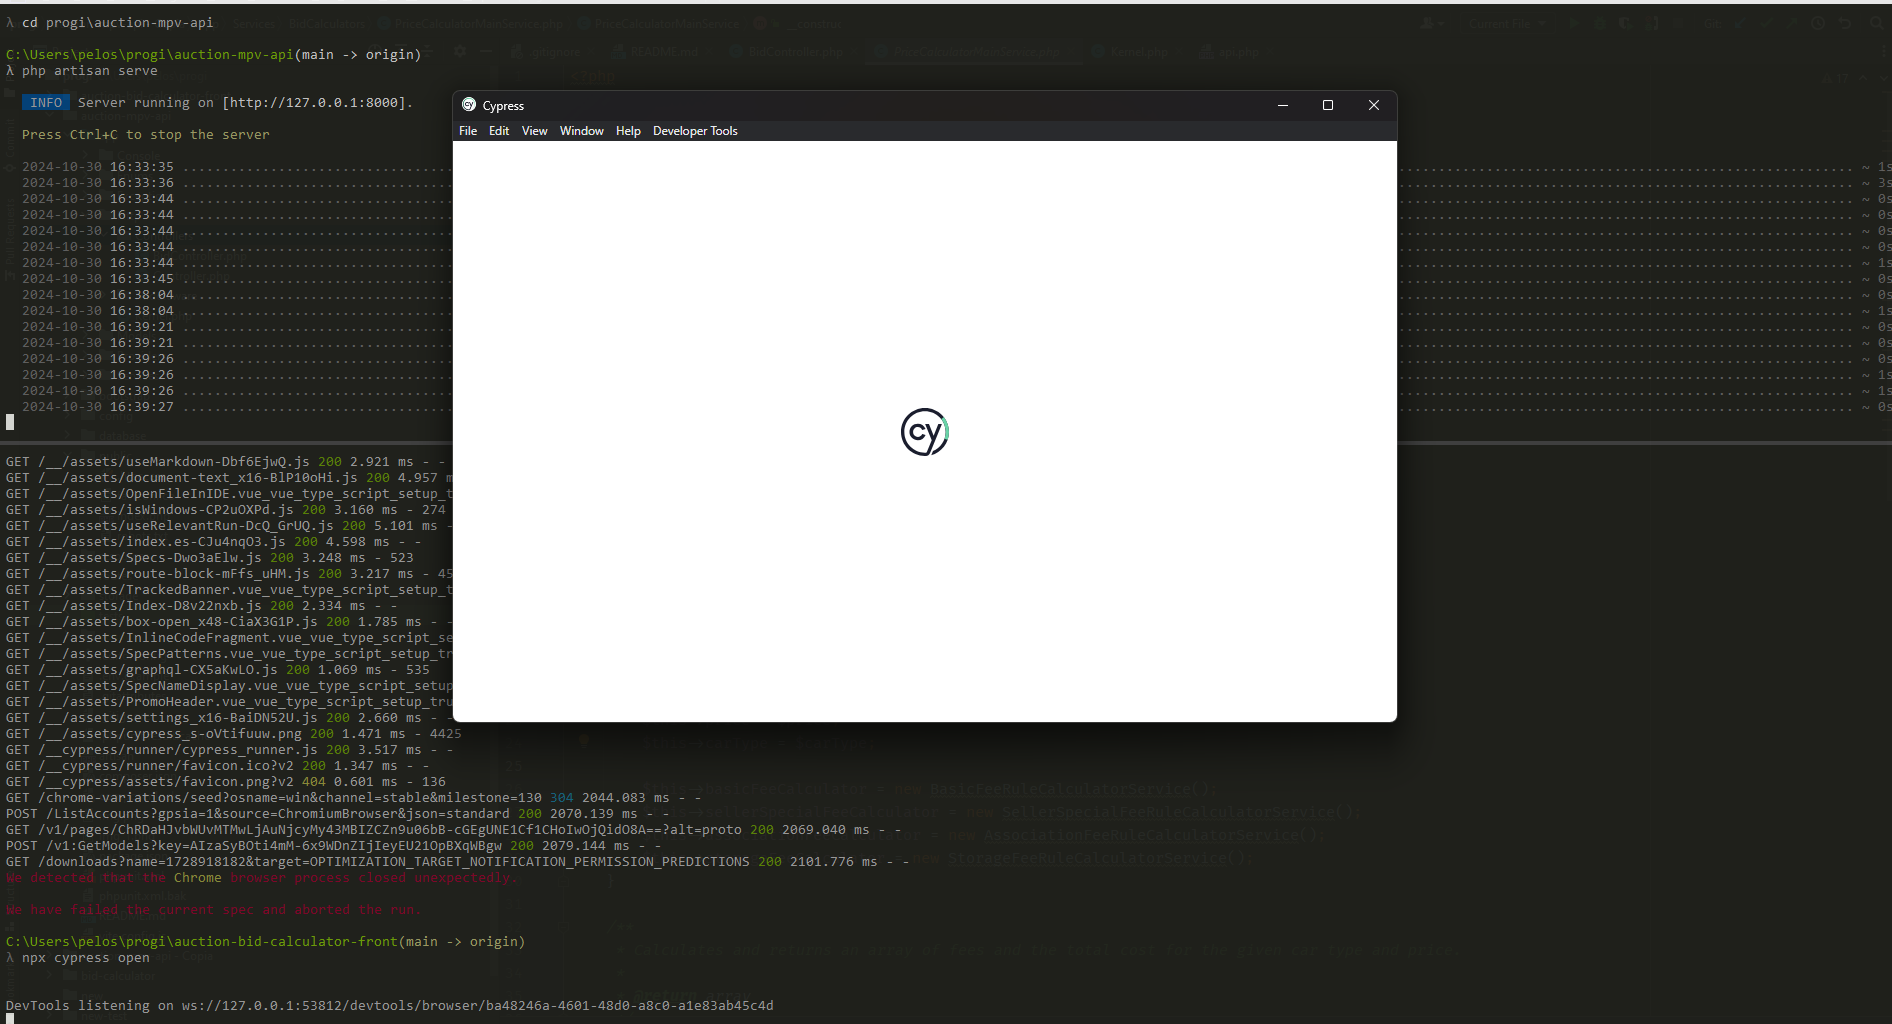 λ cd progi\auction-mpv-api
C:\Users\pelos\progi\auction-mpv-api(main -> origin)
λ php artisan serve
INFO Server running on [http://127.0.0.1:8000].
Press Ctrl+C to stop the server
2024-10-30 16:33:35 ~ 1s
2024-10-30 16:33:36 ~ 3s
2024-10-30 16:33:44 ~ 0s
2024-10-30 16:33:44 ~ 0s
2024-10-30 16:33:44 ~ 0s
2024-10-30 16:33:44 ~ 0s
2024-10-30 16:33:44 ~ 1s
2024-10-30 16:33:45 ~ 0s
2024-10-30 16:38:04 ~ 0s
2024-10-30 16:38:04 ~ 1s
2024-10-30 16:39:21 ~ 0s
2024-10-30 16:39:21 ~ 0s
2024-10-30 16:39:26 ~ 0s
2024-10-30 16:39:26 ~ 1s
2024-10-30 16:39:26 ~ 1s
2024-10-30 16:39:27 ~ 0s
Cypress
File Edit View Window Help Developer Tools
cy
GET /__/assets/useMarkdown-Dbf6EjwQ.js 200 2.921 ms - -
GET /__/assets/document-text_x16-BlP10oHi.js 200 4.957 m
GET /__/assets/OpenFileInIDE.vue_vue_type_script_setup_t
GET /__/assets/isWindows-CP2uOXPd.js 200 3.160 ms - 274
GET /__/assets/useRelevantRun-DcQ_GrUQ.js 200 5.101 ms -
GET /__/assets/index.es-CJu4nqO3.js 200 4.598 ms - -
GET /__/assets/Specs-Dwo3aElw.js 200 3.248 ms - 523
GET /__/assets/route-block-mFfs_uHM.js 200 3.217 ms - 45
GET /__/assets/TrackedBanner.vue_vue_type_script_setup_t
GET /__/assets/Index-D8v22nxb.js 200 2.334 ms - -
GET /__/assets/box-open_x48-CiaX3G1P.js 200 1.785 ms - -
GET /__/assets/InlineCodeFragment.vue_vue_type_script_se
GET /__/assets/SpecPatterns.vue_vue_type_script_setup_tr
GET /__/assets/graphql-CX5aKwLO.js 200 1.069 ms - 535
GET /__/assets/SpecNameDisplay.vue_vue_type_script_setup
GET /__/assets/PromoHeader.vue_vue_type_script_setup_tru
GET /__/assets/settings_x16-BaiDN52U.js 200 2.660 ms - -
GET /__/assets/cypress_s-oVtifuuw.png 200 1.471 ms - 4425
GET /__cypress/runner/cypress_runner.js 200 3.517 ms - -
GET /__cypress/runner/favicon.ico?v2 200 1.347 ms - -
GET /__cypress/assets/favicon.png?v2 404 0.601 ms - 136
GET /chrome-variations/seed?osname=win&channel=stable&milestone=130 304 2044.083 ms - -
POST /ListAccounts?gpsia=1&source=ChromiumBrowser&json=standard 200 2070.139 ms - -
GET /v1/pages/ChRDaHJvbWUvMTMwLjAuNjcyMy43MBIZCZn9u06bB-cGEgUNE1Cf1CHoIwOjQidO8A==?alt=proto 200 2069.040 ms - -
POST /v1:GetModels?key=AIzaSyBOti4mM-6x9WDnZIjIeyEU21OpBXqWBgw 200 2079.144 ms - -
GET /downloads?name=1728918182&target=OPTIMIZATION_TARGET_NOTIFICATION_PERMISSION_PREDICTIONS 200 2101.776 ms - -
We detected that the Chrome browser process closed unexpectedly.
We have failed the current spec and aborted the run.
C:\Users\pelos\progi\auction-bid-calculator-front(main -> origin)
λ npx cypress open
DevTools listening on ws://127.0.0.1:53812/devtools/browser/ba48246a-4601-48d0-a8c0-a1e83ab45c4d